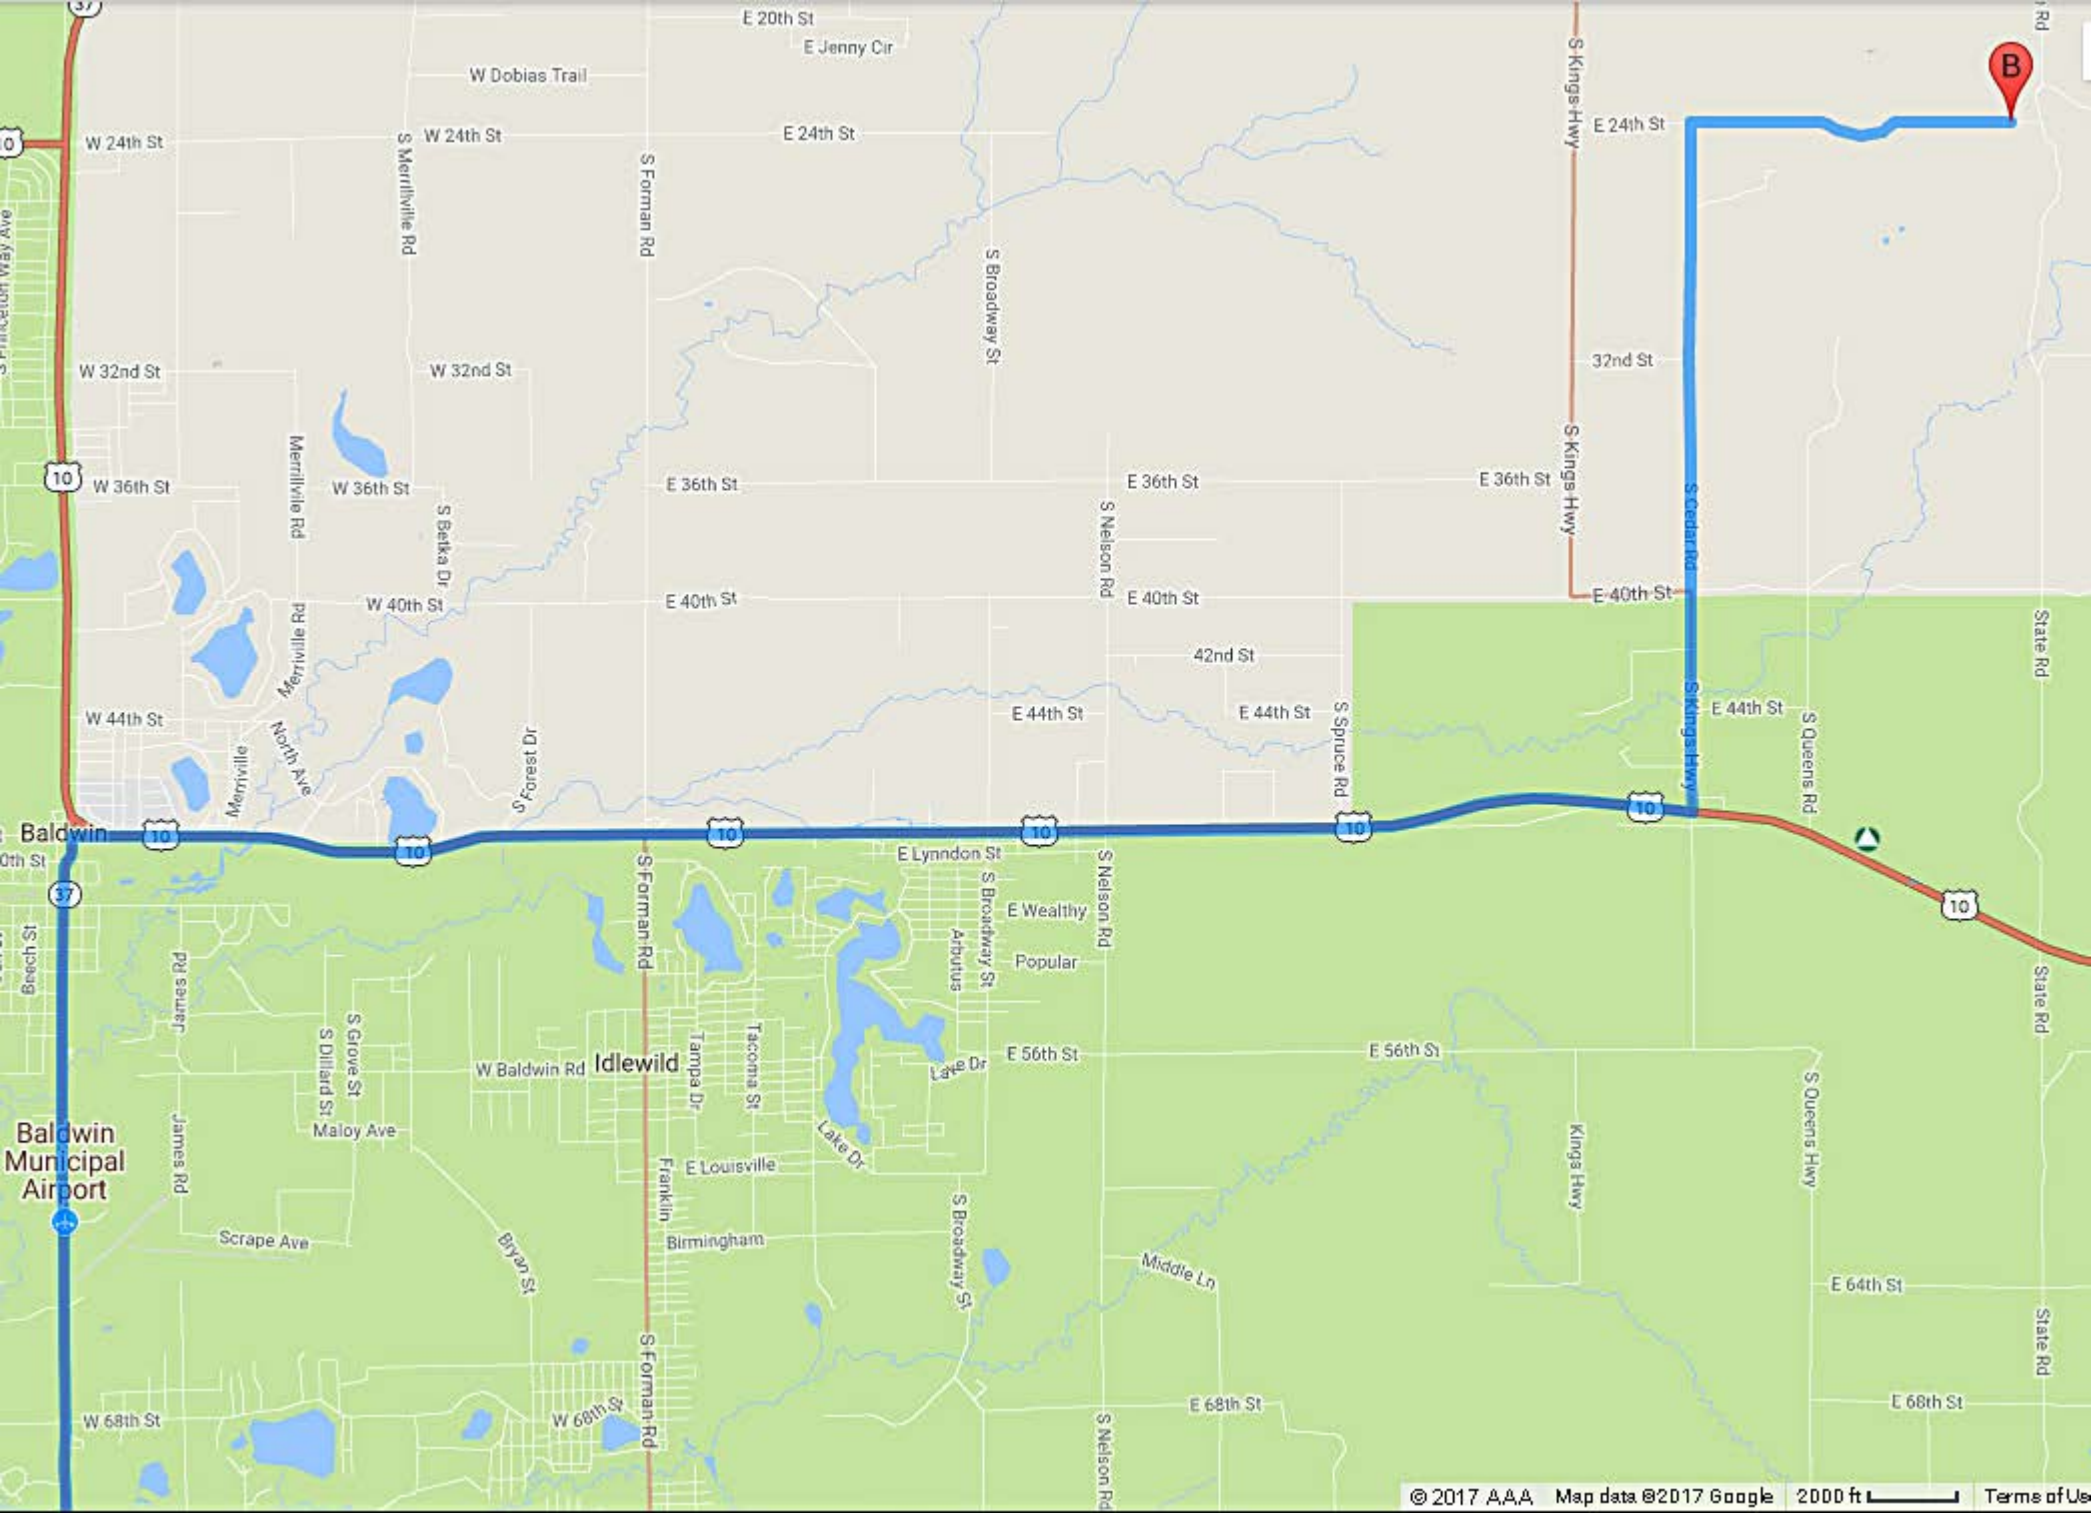 37
E 20th St
S Kings Hwy
Rd
E Jenny Cir
W Dobias Trail
B
10
W 24th St
S Merrillville Rd
W 24th St
S Forman Rd
E 24th St
E 24th St
S Broadway St
W 32nd St
W 32nd St
32nd St
10
W 36th St
Merrillville Rd
W 36th St
S Betka Dr
E 36th St
S Nelson Rd
E 36th St
E 36th St
S Kings Hwy
S Cedar Rd
W 40th St
E 40th St
E 40th St
E 40th St
Merrville Rd
42nd St
State Rd
W 44th St
North Ave
Merrville
S Forest Dr
E 44th St
E 44th St
S Spruce Rd
S Kings Hwy
E 44th St
S Queens Rd
Baldwin
10
10
10
10
10
10
10
0th St
37
E Lynndon St
S Forman Rd
S Broadway St
S Nelson Rd
E Wealthy
Arbutus
Popular
Beech St
James Rd
State Rd
S Dillard St
S Grove St
W Baldwin Rd
Idlewild
Tampa Dr
Tacoma St
Lake Dr
E 56th St
E 56th St
S Queens Hwy
Baldwin
Municipal
Airport
James Rd
Maloy Ave
Lake Dr
Kings Hwy
Franklin
E Louisville
Scrape Ave
Bryan St
Birmingham
S Broadway St
Middle Ln
E 64th St
State Rd
S Forman Rd
W 68th St
W 68th St
E 68th St
E 68th St
S Nelson Rd
© 2017 AAA
Map data ©2017 Google
2000 ft
Terms of Us